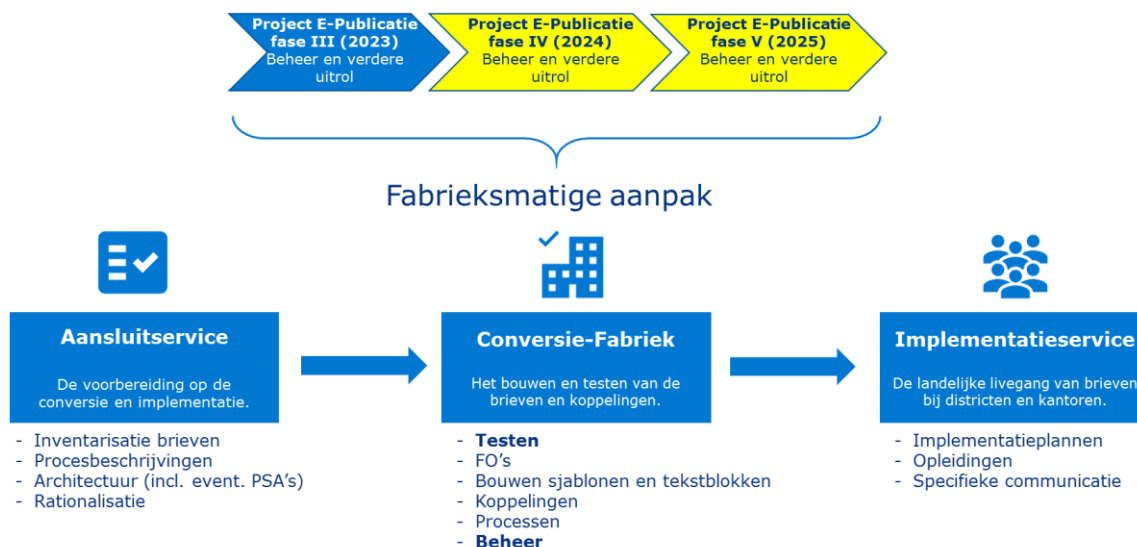 Project E-Publicatie
fase III (2023)
Beheer en verdere
uitrol
Project E-Publicatie
fase IV (2024)
Beheer en verdere
uitrol
Project E-Publicatie
fase V (2025)
Beheer en verdere
uitrol
Fabrieksmatige aanpak
Aansluitservice
De voorbereiding op de
conversie en implementatie.
- Inventarisatie brieven
- Procesbeschrijvingen
- Architectuur (incl. event. PSA’s)
- Rationalisatie
Conversie-Fabriek
Het bouwen en testen van de
brieven en koppelingen.
- Testen
- FO’s
- Bouwen sjablonen en tekstblokken
- Koppelingen
- Processen
- Beheer
Implementatieservice
De landelijke livegang van brieven
bij districten en kantoren.
- Implementatieplannen
- Opleidingen
- Specifieke communicatie